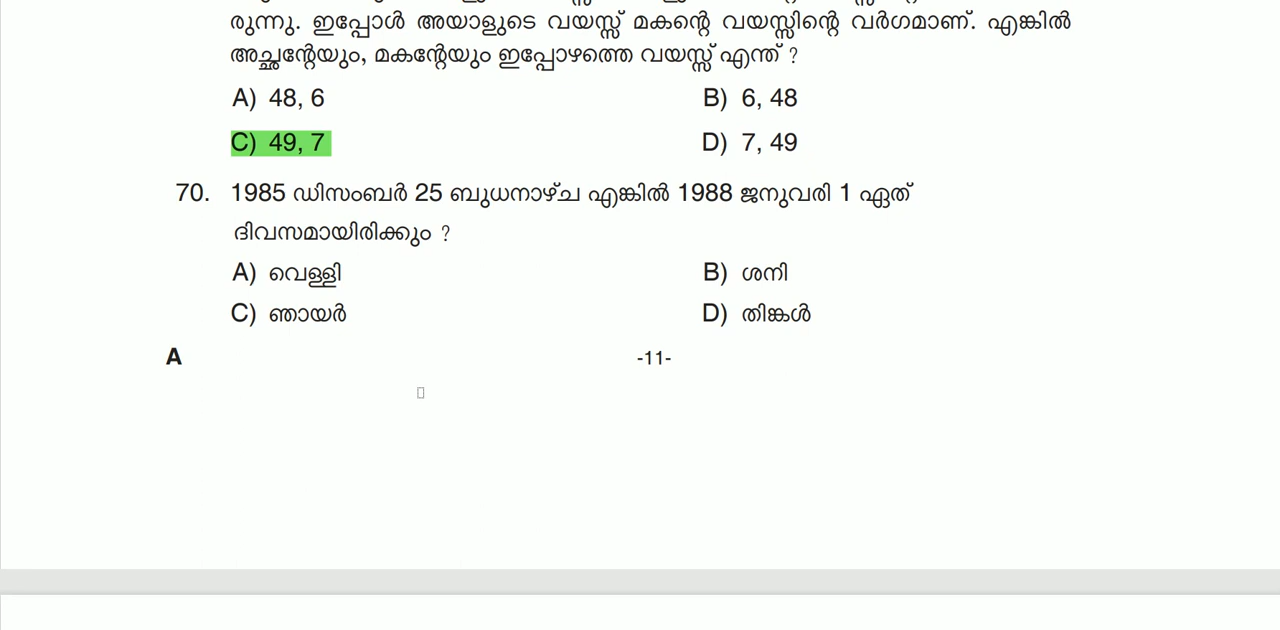 രുന്നു. ഇപ്പോൾ അയാളുടെ വയസ്സ് മകന്റെ വയസ്സിന്റെ വർഗമാണ്. എങ്കിൽ
അച്ഛന്റേയും, മകന്റേയും ഇപ്പോഴത്തെ വയസ്സ് എന്ത് ?
A) 48, 6 B) 6, 48
C) 49, 7 D) 7, 49
70. 1985 ഡിസംബർ 25 ബുധനാഴ്ച എങ്കിൽ 1988 ജനുവരി 1 ഏത്
ദിവസമായിരിക്കും ?
A) വെള്ളി B) ശനി
C) ഞായർ D) തിങ്കൾ
A -11-